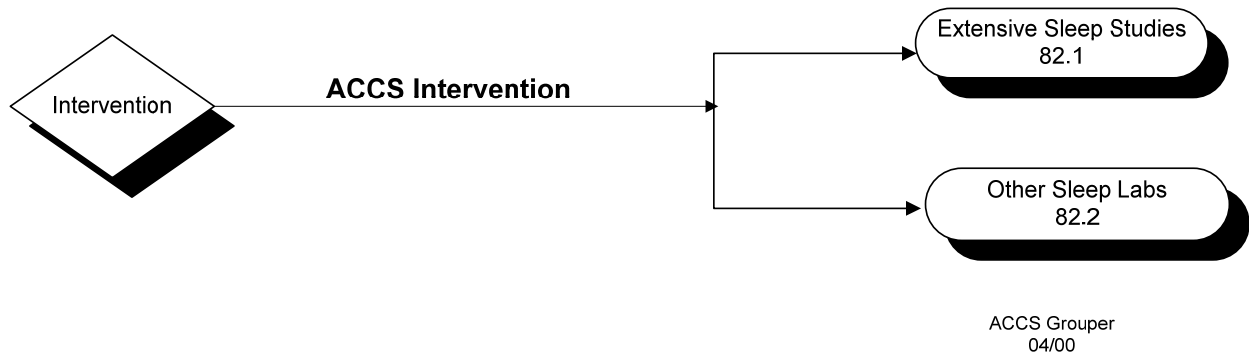 Intervention
ACCS Intervention
Extensive Sleep Studies
82.1
Other Sleep Labs
82.2
ACCS Grouper
04/00